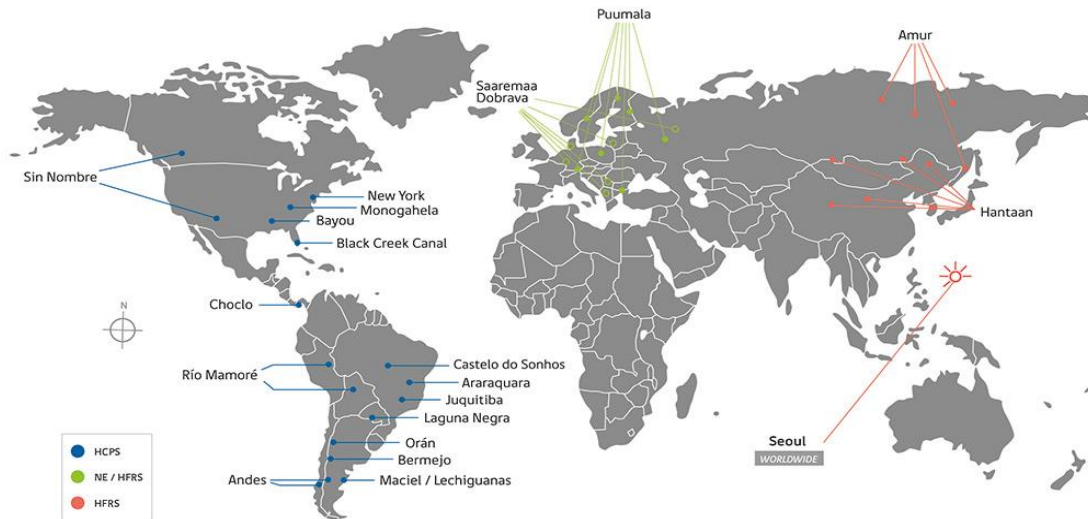 Puumala
Amur
Saaremaa
Dobrava
Sin Nombre
New York
Monogahela
Bayou
Black Creek Canal
Hantaan
Choclo
N
Río Mamoré
Castelo do Sonhos
Araraquara
Juquitiba
Laguna Negra
Orán
Bermejo
Andes
Maciel / Lechiguanas
Seoul
WORLDWIDE
HCPS
NE / HFRS
HFRS